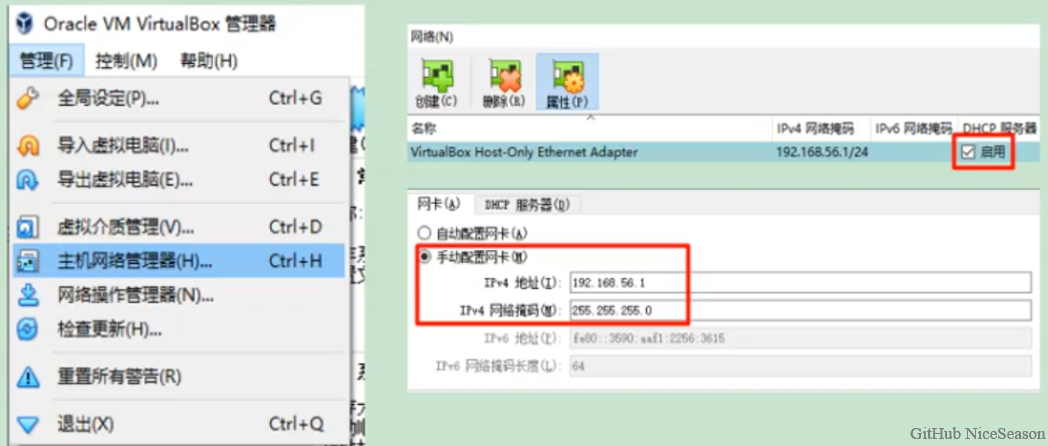 Oracle VM VirtualBox 管理器
管理(F) 控制(M) 帮助(H)
全局设定(P)... Ctrl+G
导入虚拟电脑(I)... Ctrl+I
导出虚拟电脑(E)... Ctrl+E
虚拟介质管理(V)... Ctrl+D
主机网络管理器(H)... Ctrl+H
网络操作管理器(N)...
检查更新(H)...
重置所有警告(R)
退出(X) Ctrl+Q
网络(N)
创建(C) 删除(R) 属性(P)
名称 IPv4 网络掩码 IPv6 网络掩码 DHCP 服务器
VirtualBox Host-Only Ethernet Adapter 192.168.56.1/24 启用
网卡(A) DHCP 服务器(D)
自动配置网卡(A)
手动配置网卡(M)
IPv4 地址(I): 192.168.56.1
IPv4 网络掩码(M): 255.255.255.0
IPv6 地址(P): fe80::3590:aaf1:2256:3615
IPv6 网络掩码长度(L): 64
GitHub NiceSeason